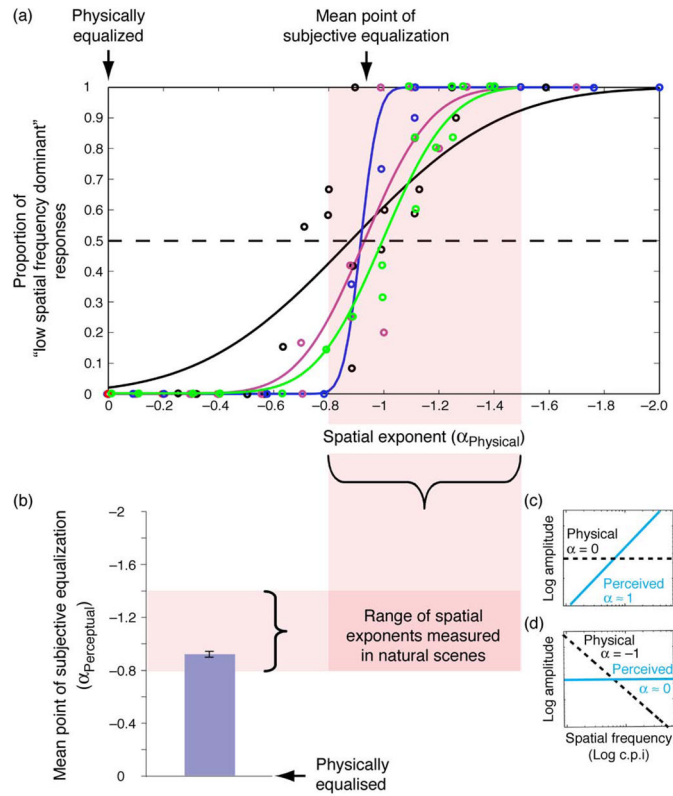 (a)
Physically
equalized
Mean point of
subjective equalization
Proportion of
“low spatial frequency dominant”
responses
1
0.9
0.8
0.7
0.6
0.5
0.4
0.3
0.2
0.1
0
0 –0.2 –0.4 –0.6 –0.8 –1 –1.2 –1.4 –1.6 –1.8 –2.0
Spatial exponent (αPhysical)
(b)
Mean point of subjective equalization
(αPerceptual)
–2
–1.6
–1.2
–0.8
–0.4
0
Range of spatial
exponents measured
in natural scenes
Physically
equalised
(c)
Log amplitude
Physical
α = 0
Perceived
α ≈ 1
(d)
Log amplitude
Physical
α = –1
Perceived
α ≈ 0
Spatial frequency
(Log c.p.i)